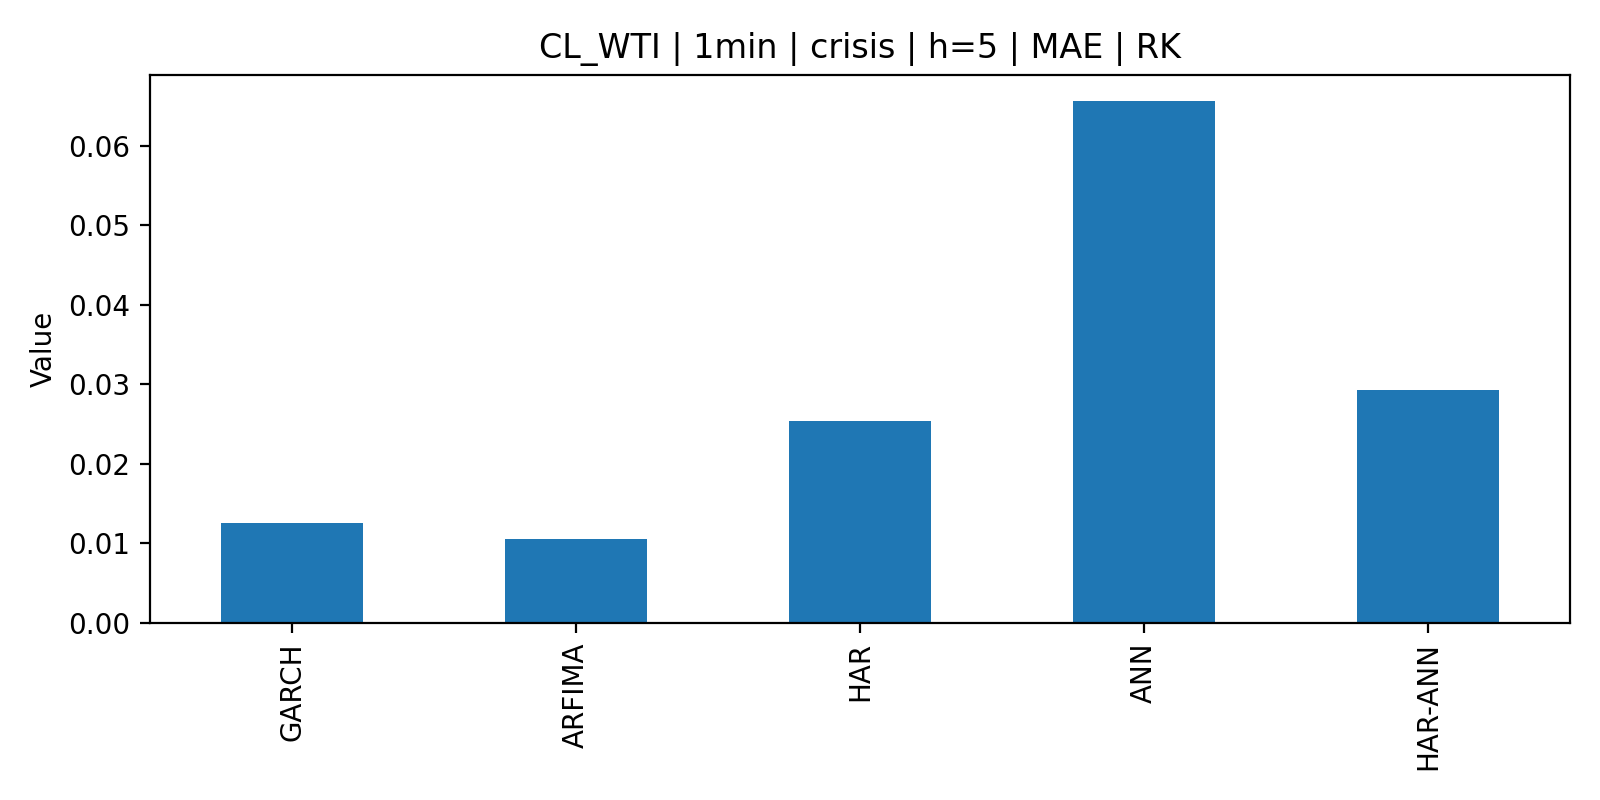 CL_WTI | 1min | crisis | h=5 | MAE | RK
Value
0.06
0.05
0.04
0.03
0.02
0.01
0.00
GARCH
ARFIMA
HAR
ANN
HAR-ANN